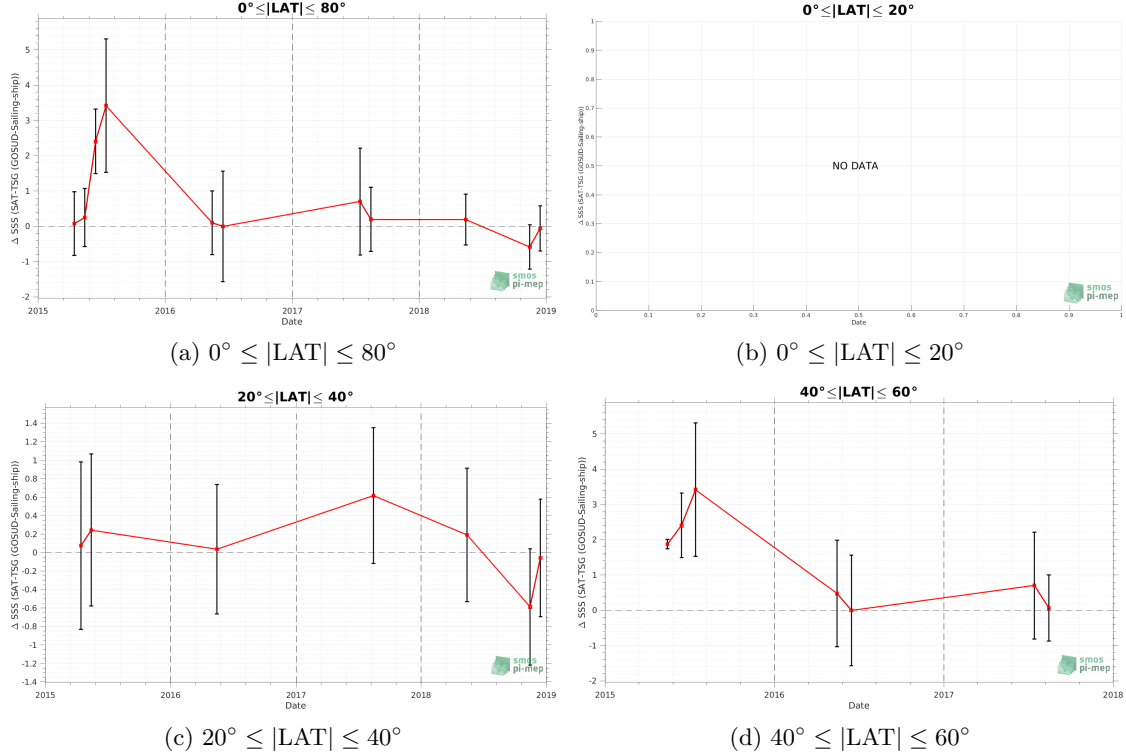 0°≤|LAT|≤ 80°
Δ SSS (SAT-TSG (GOSUD-Sailing-ship))
5
4
3
2
1
0
-1
-2
2015
2016
2017
2018
2019
Date
smos
pi-mep
(a) 0° ≤ |LAT| ≤ 80°
0°≤|LAT|≤ 20°
Δ SSS (SAT-TSG (GOSUD-Sailing-ship))
1
0.9
0.8
0.7
0.6
0.5
0.4
0.3
0.2
0.1
0
NO DATA
0
0.1
0.2
0.3
0.4
0.5
0.6
0.7
0.8
0.9
1
Date
smos
pi-mep
(b) 0° ≤ |LAT| ≤ 20°
20°≤|LAT|≤ 40°
Δ SSS (SAT-TSG (GOSUD-Sailing-ship))
1.4
1.2
1
0.8
0.6
0.4
0.2
0
-0.2
-0.4
-0.6
-0.8
-1
-1.2
-1.4
2015
2016
2017
2018
2019
Date
smos
pi-mep
(c) 20° ≤ |LAT| ≤ 40°
40°≤|LAT|≤ 60°
Δ SSS (SAT-TSG (GOSUD-Sailing-ship))
5
4
3
2
1
0
-1
-2
2015
2016
2017
2018
Date
smos
pi-mep
(d) 40° ≤ |LAT| ≤ 60°